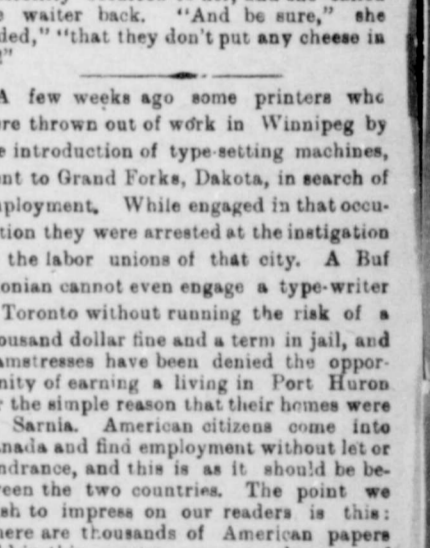 waiter back. "And be sure," she
ded," "that they don't put any cheese in
A few weeks ago some printers who
re thrown out of work in Winnipeg by
e introduction of type-setting machines,
nt to Grand Forks, Dakota, in search of
ployment. While engaged in that occu-
tion they were arrested at the instigation
the labor unions of that city. A Buf
onian cannot even engage a type-writer
Toronto without running the risk of a
ousand dollar fine and a term in jail, and
amstresses have been denied the oppor-
nity of earning a living in Port Huron
r the simple reason that their homes were
Sarnia. American citizens come into
nada and find employment without let or
ndrance, and this is as it should be be-
een the two countries. The point we
sh to impress on our readers is this:
here are thousands of American papers